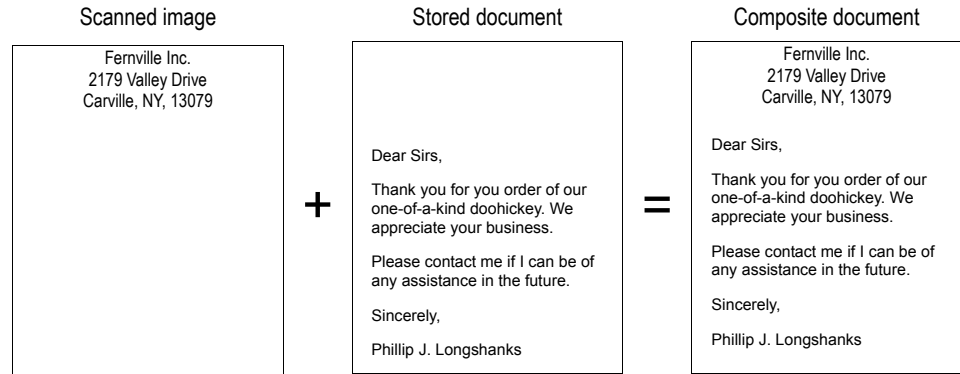 Scanned image
Fernville Inc.
2179 Valley Drive
Carville, NY, 13079
+
Stored document
Dear Sirs,
Thank you for you order of our
one-of-a-kind doohickey. We
appreciate your business.
Please contact me if I can be of
any assistance in the future.
Sincerely,
Phillip J. Longshanks
=
Composite document
Fernville Inc.
2179 Valley Drive
Carville, NY, 13079
Dear Sirs,
Thank you for you order of our
one-of-a-kind doohickey. We
appreciate your business.
Please contact me if I can be of
any assistance in the future.
Sincerely,
Phillip J. Longshanks